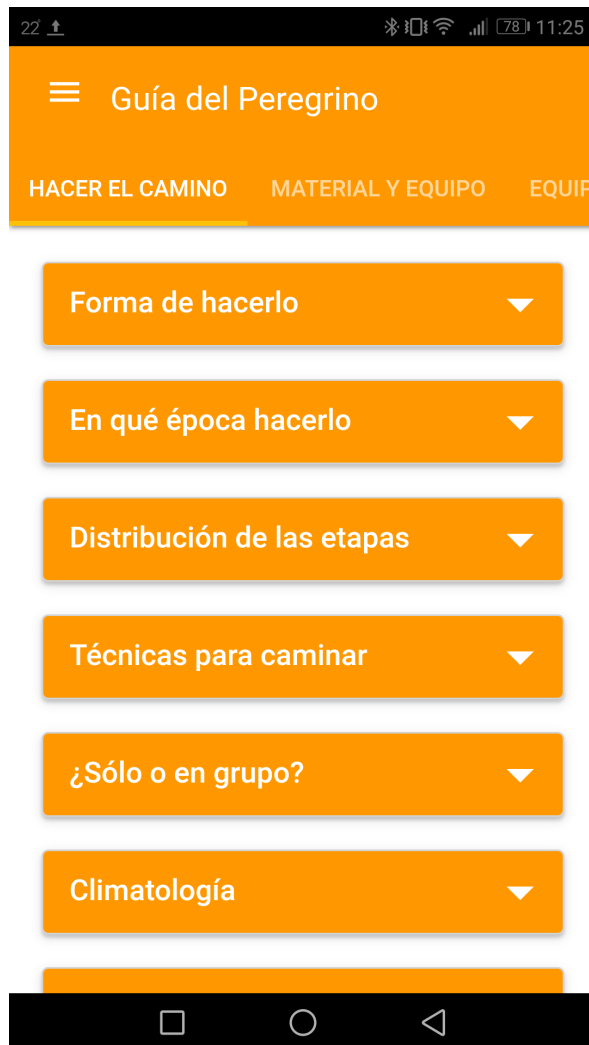 22° 78 11:25
Guía del Peregrino
HACER EL CAMINO MATERIAL Y EQUIPO EQUIP
Forma de hacerlo
En qué época hacerlo
Distribución de las etapas
Técnicas para caminar
¿Sólo o en grupo?
Climatología